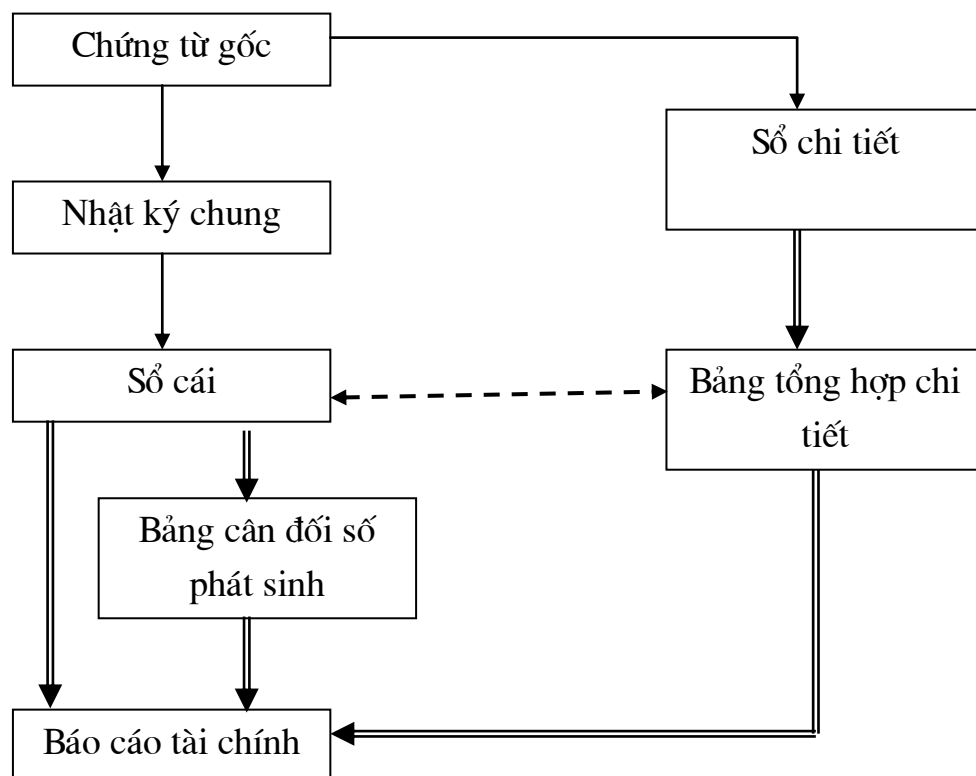 Chứng từ gốc
Sổ chi tiết
Nhật ký chung
Sổ cái
Bảng tổng hợp chi
tiết
Bảng cân đối số
phát sinh
Báo cáo tài chính